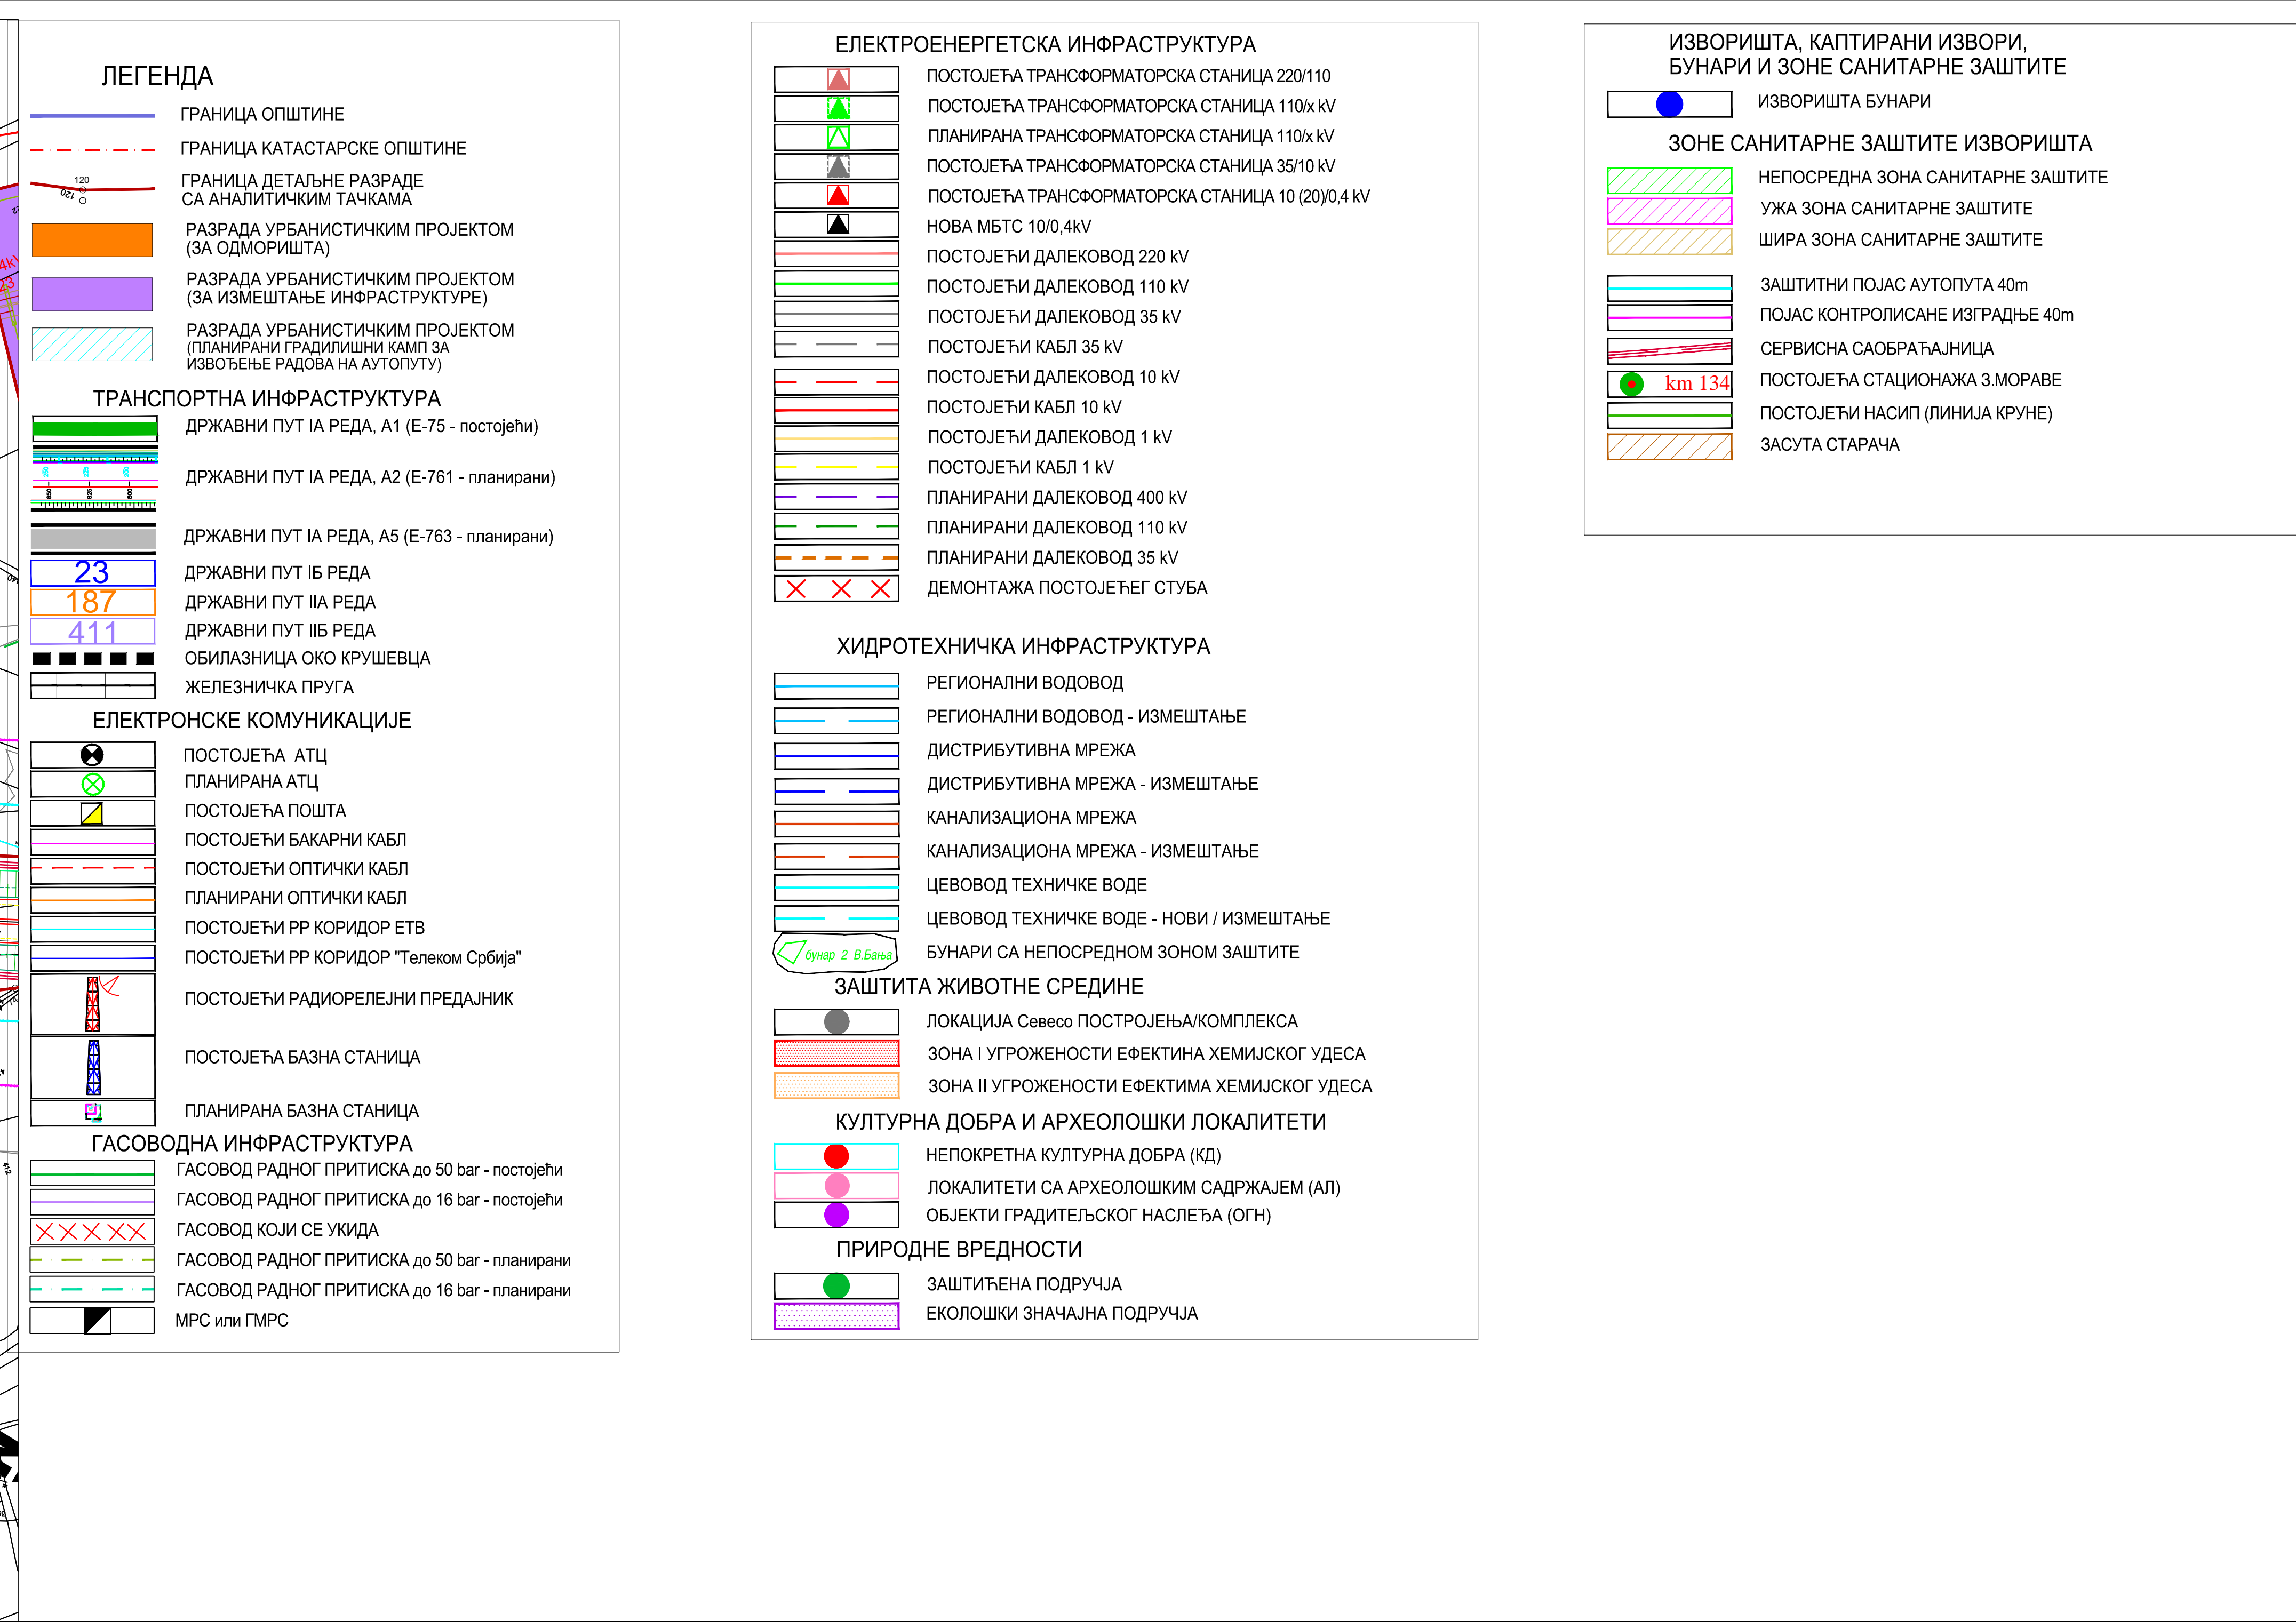 ЛЕГЕНДА
ГРАНИЦА ОПШТИНЕ
ГРАНИЦА КАТАСТАРСКЕ ОПШТИНЕ
120
120
ГРАНИЦА ДЕТАЉНЕ РАЗРАДЕ
СА АНАЛИТИЧКИМ ТАЧКАМА
РАЗРАДА УРБАНИСТИЧКИМ ПРОЈЕКТОМ
(ЗА ОДМОРИШТА)
РАЗРАДА УРБАНИСТИЧКИМ ПРОЈЕКТОМ
(ЗА ИЗМЕШТАЊЕ ИНФРАСТРУКТУРЕ)
РАЗРАДА УРБАНИСТИЧКИМ ПРОЈЕКТОМ
(ПЛАНИРАНИ ГРАДИЛИШНИ КАМП ЗА
ИЗВОЂЕЊЕ РАДОВА НА АУТОПУТУ)
ТРАНСПОРТНА ИНФРАСТРУКТУРА
ДРЖАВНИ ПУТ IА РЕДА, А1 (Е-75 - постојећи)
850 825 800
ДРЖАВНИ ПУТ IА РЕДА, А2 (Е-761 - планирани)
ДРЖАВНИ ПУТ IА РЕДА, А5 (Е-763 - планирани)
23 ДРЖАВНИ ПУТ IБ РЕДА
187 ДРЖАВНИ ПУТ IIА РЕДА
411 ДРЖАВНИ ПУТ IIБ РЕДА
ОБИЛАЗНИЦА ОКО КРУШЕВЦА
ЖЕЛЕЗНИЧКА ПРУГА
ЕЛЕКТРОНСКЕ КОМУНИКАЦИЈЕ
ПОСТОЈЕЋА АТЦ
ПЛАНИРАНА АТЦ
ПОСТОЈЕЋА ПОШТА
ПОСТОЈЕЋИ БАКАРНИ КАБЛ
ПОСТОЈЕЋИ ОПТИЧКИ КАБЛ
ПЛАНИРАНИ ОПТИЧКИ КАБЛ
ПОСТОЈЕЋИ РР КОРИДОР ЕТВ
ПОСТОЈЕЋИ РР КОРИДОР "Телеком Србија"
ПОСТОЈЕЋИ РАДИОРЕЛЕЈНИ ПРЕДАЈНИК
ПОСТОЈЕЋА БАЗНА СТАНИЦА
ПЛАНИРАНА БАЗНА СТАНИЦА
ГАСОВОДНА ИНФРАСТРУКТУРА
ГАСОВОД РАДНОГ ПРИТИСКА до 50 bar - постојећи
ГАСОВОД РАДНОГ ПРИТИСКА до 16 bar - постојећи
ГАСОВОД КОЈИ СЕ УКИДА
ГАСОВОД РАДНОГ ПРИТИСКА до 50 bar - планирани
ГАСОВОД РАДНОГ ПРИТИСКА до 16 bar - планирани
МРС или ГМРС
ЕЛЕКТРОЕНЕРГЕТСКА ИНФРАСТРУКТУРА
ПОСТОЈЕЋА ТРАНСФОРМАТОРСКА СТАНИЦА 220/110
ПОСТОЈЕЋА ТРАНСФОРМАТОРСКА СТАНИЦА 110/x kV
ПЛАНИРАНА ТРАНСФОРМАТОРСКА СТАНИЦА 110/x kV
ПОСТОЈЕЋА ТРАНСФОРМАТОРСКА СТАНИЦА 35/10 kV
ПОСТОЈЕЋА ТРАНСФОРМАТОРСКА СТАНИЦА 10 (20)/0,4 kV
НОВА МБТС 10/0,4kV
ПОСТОЈЕЋИ ДАЛЕКОВОД 220 kV
ПОСТОЈЕЋИ ДАЛЕКОВОД 110 kV
ПОСТОЈЕЋИ ДАЛЕКОВОД 35 kV
ПОСТОЈЕЋИ КАБЛ 35 kV
ПОСТОЈЕЋИ ДАЛЕКОВОД 10 kV
ПОСТОЈЕЋИ КАБЛ 10 kV
ПОСТОЈЕЋИ ДАЛЕКОВОД 1 kV
ПОСТОЈЕЋИ КАБЛ 1 kV
ПЛАНИРАНИ ДАЛЕКОВОД 400 kV
ПЛАНИРАНИ ДАЛЕКОВОД 110 kV
ПЛАНИРАНИ ДАЛЕКОВОД 35 kV
ДЕМОНТАЖА ПОСТОЈЕЋЕГ СТУБА
ХИДРОТЕХНИЧКА ИНФРАСТРУКТУРА
РЕГИОНАЛНИ ВОДОВОД
РЕГИОНАЛНИ ВОДОВОД - ИЗМЕШТАЊЕ
ДИСТРИБУТИВНА МРЕЖА
ДИСТРИБУТИВНА МРЕЖА - ИЗМЕШТАЊЕ
КАНАЛИЗАЦИОНА МРЕЖА
КАНАЛИЗАЦИОНА МРЕЖА - ИЗМЕШТАЊЕ
ЦЕВОВОД ТЕХНИЧКЕ ВОДЕ
ЦЕВОВОД ТЕХНИЧКЕ ВОДЕ - НОВИ / ИЗМЕШТАЊЕ
бунар 2 В.Бања БУНАРИ СА НЕПОСРЕДНОМ ЗОНОМ ЗАШТИТЕ
ЗАШТИТА ЖИВОТНЕ СРЕДИНЕ
ЛОКАЦИЈА Севесо ПОСТРОЈЕЊА/КОМПЛЕКСА
ЗОНА I УГРОЖЕНОСТИ ЕФЕКТИНА ХЕМИЈСКОГ УДЕСА
ЗОНА II УГРОЖЕНОСТИ ЕФЕКТИМА ХЕМИЈСКОГ УДЕСА
КУЛТУРНА ДОБРА И АРХЕОЛОШКИ ЛОКАЛИТЕТИ
НЕПОКРЕТНА КУЛТУРНА ДОБРА (КД)
ЛОКАЛИТЕТИ СА АРХЕОЛОШКИМ САДРЖАЈЕМ (АЛ)
ОБЈЕКТИ ГРАДИТЕЉСКОГ НАСЛЕЂА (ОГН)
ПРИРОДНЕ ВРЕДНОСТИ
ЗАШТИЋЕНА ПОДРУЧЈА
ЕКОЛОШКИ ЗНАЧАЈНА ПОДРУЧЈА
ИЗВОРИШТА, КАПТИРАНИ ИЗВОРИ,
БУНАРИ И ЗОНЕ САНИТАРНЕ ЗАШТИТЕ
ИЗВОРИШТА БУНАРИ
ЗОНЕ САНИТАРНЕ ЗАШТИТЕ ИЗВОРИШТА
НЕПОСРЕДНА ЗОНА САНИТАРНЕ ЗАШТИТЕ
УЖА ЗОНА САНИТАРНЕ ЗАШТИТЕ
ШИРА ЗОНА САНИТАРНЕ ЗАШТИТЕ
ЗАШТИТНИ ПОЈАС АУТОПУТА 40m
ПОЈАС КОНТРОЛИСАНЕ ИЗГРАДЊЕ 40m
СЕРВИСНА САОБРАЋАЈНИЦА
km 134 ПОСТОЈЕЋА СТАЦИОНАЖА З.МОРАВЕ
ПОСТОЈЕЋИ НАСИП (ЛИНИЈА КРУНЕ)
ЗАСУТА СТАРАЧА